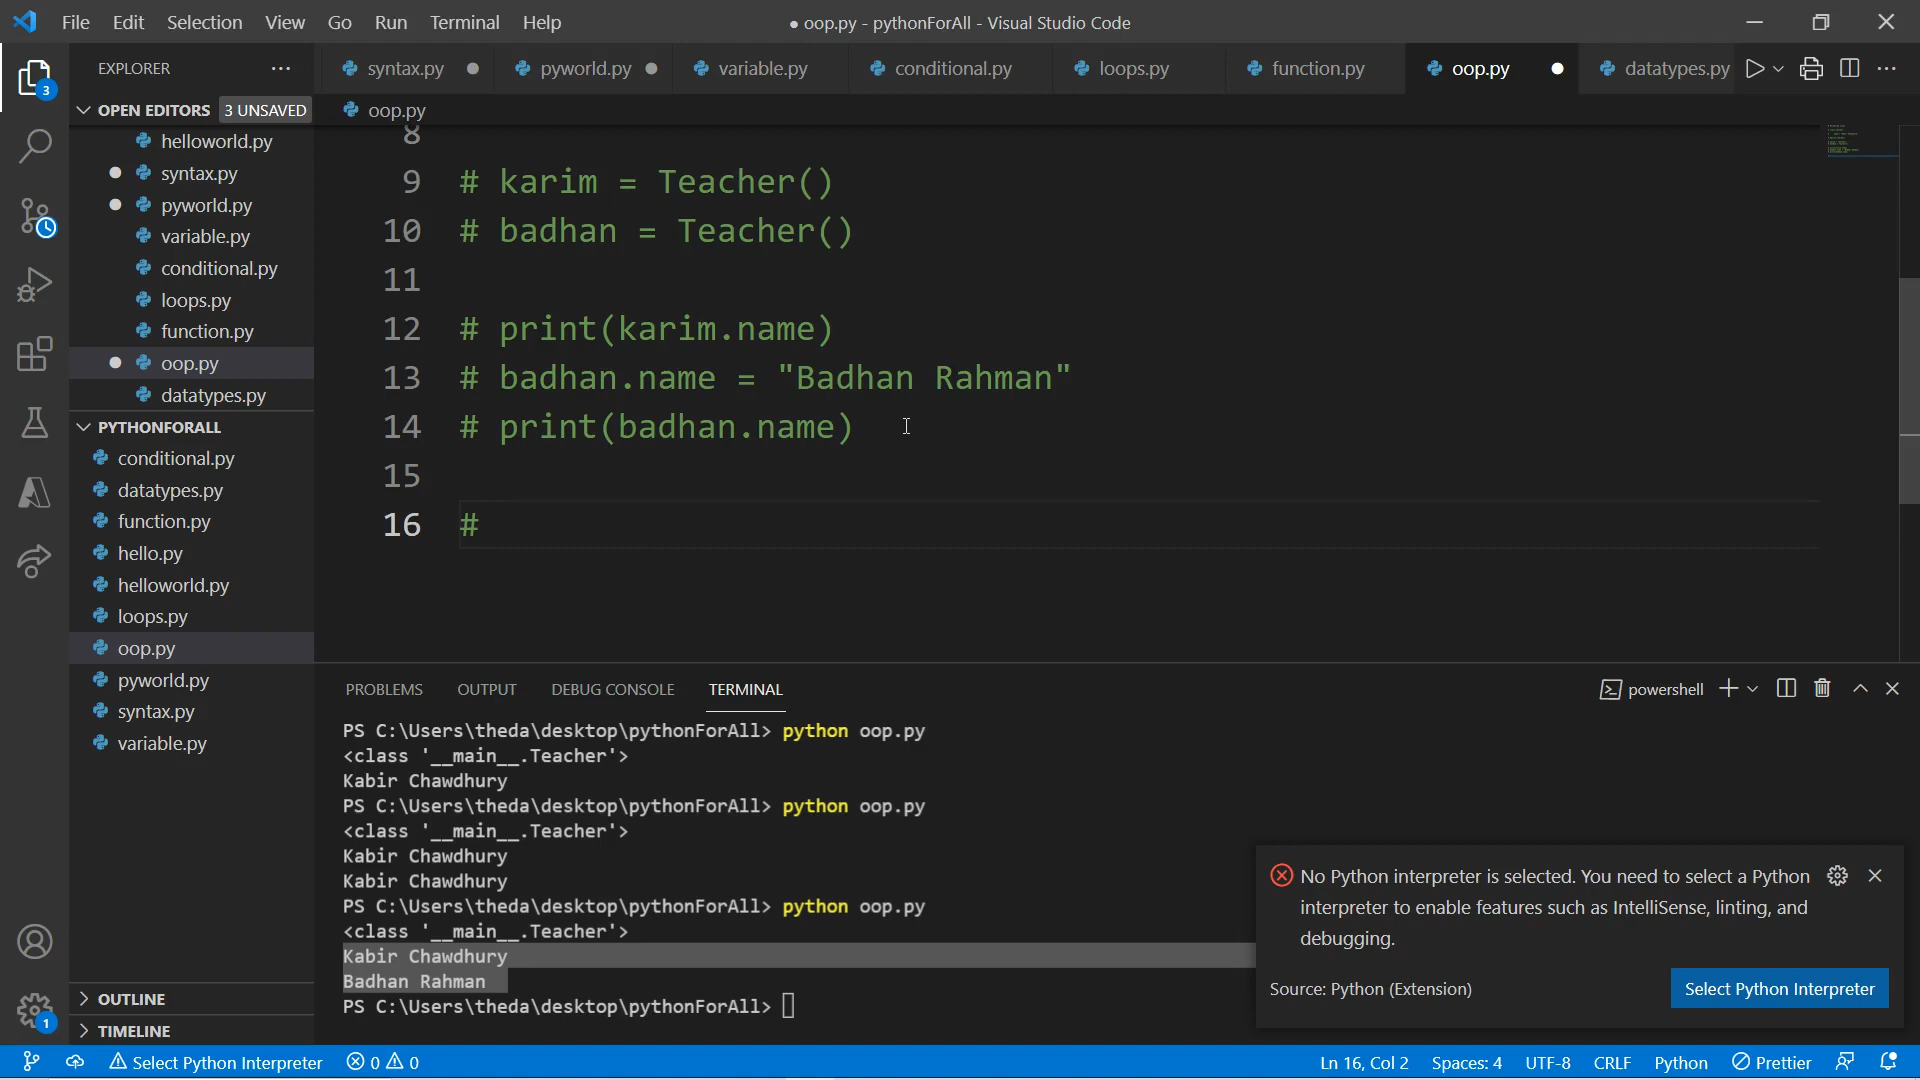 File Edit Selection View Go Run Terminal Help
● oop.py - pythonForAll - Visual Studio Code
EXPLORER
syntax.py pyworld.py variable.py conditional.py loops.py function.py oop.py datatypes.py
3
OPEN EDITORS 3 UNSAVED
oop.py
helloworld.py
syntax.py
pyworld.py
variable.py
conditional.py
loops.py
function.py
oop.py
datatypes.py
PYTHONFORALL
conditional.py
datatypes.py
function.py
hello.py
helloworld.py
loops.py
oop.py
pyworld.py
syntax.py
variable.py
OUTLINE
TIMELINE
1
8
9 # karim = Teacher()
10 # badhan = Teacher()
11
12 # print(karim.name)
13 # badhan.name = "Badhan Rahman"
14 # print(badhan.name)
15
16 #
PROBLEMS OUTPUT DEBUG CONSOLE TERMINAL
powershell
PS C:\Users\theda\desktop\pythonForAll> python oop.py
<class '__main__.Teacher'>
Kabir Chawdhury
PS C:\Users\theda\desktop\pythonForAll> python oop.py
<class '__main__.Teacher'>
Kabir Chawdhury
Kabir Chawdhury
PS C:\Users\theda\desktop\pythonForAll> python oop.py
<class '__main__.Teacher'>
Kabir Chawdhury
Badhan Rahman
PS C:\Users\theda\desktop\pythonForAll>
No Python interpreter is selected. You need to select a Python
interpreter to enable features such as IntelliSense, linting, and
debugging.
Source: Python (Extension)
Select Python Interpreter
Select Python Interpreter 0 0
Ln 16, Col 2 Spaces: 4 UTF-8 CRLF Python Prettier